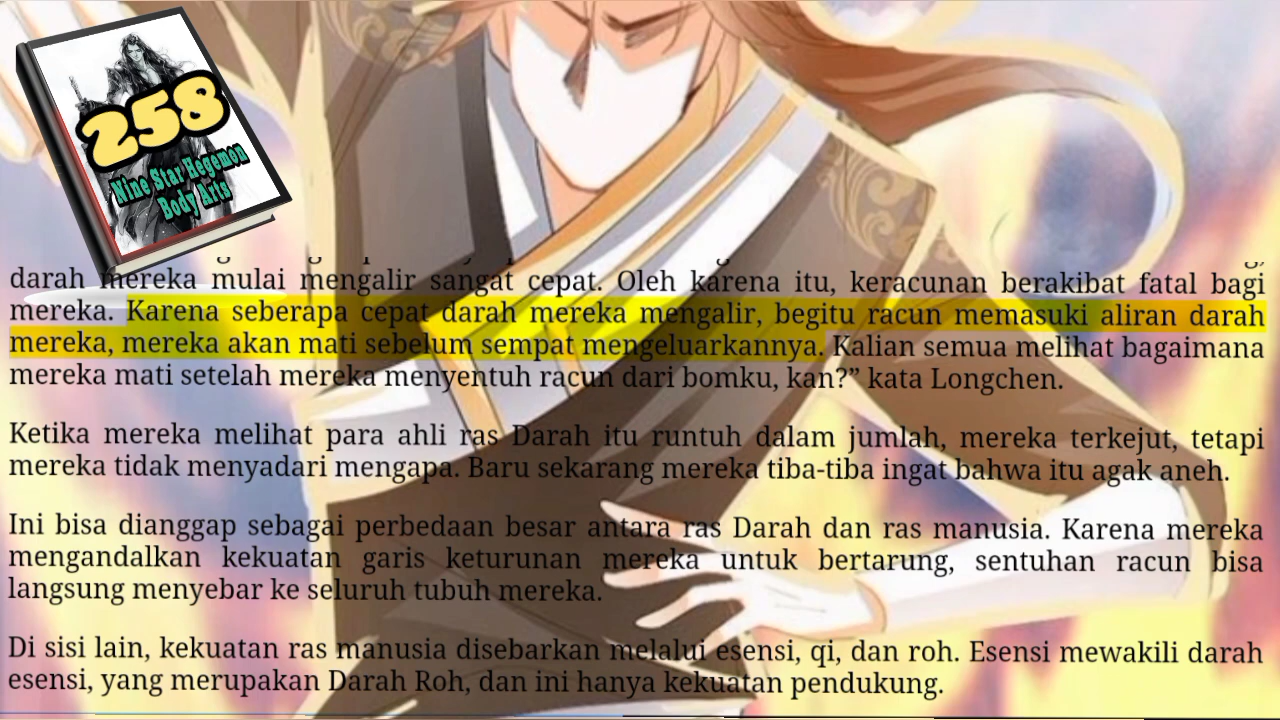 258
Nine Star Hegemon
Body Arts
darah mereka mulai mengalir sangat cepat. Oleh karena itu, keracunan berakibat fatal bagi
mereka. Karena seberapa cepat darah mereka mengalir, begitu racun memasuki aliran darah
mereka, mereka akan mati sebelum sempat mengeluarkannya. Kalian semua melihat bagaimana
mereka mati setelah mereka menyentuh racun dari bomku, kan?” kata Longchen.
Ketika mereka melihat para ahli ras Darah itu runtuh dalam jumlah, mereka terkejut, tetapi
mereka tidak menyadari mengapa. Baru sekarang mereka tiba-tiba ingat bahwa itu agak aneh.
Ini bisa dianggap sebagai perbedaan besar antara ras Darah dan ras manusia. Karena mereka
mengandalkan kekuatan garis keturunan mereka untuk bertarung, sentuhan racun bisa
langsung menyebar ke seluruh tubuh mereka.
Di sisi lain, kekuatan ras manusia disebarkan melalui esensi, qi, dan roh. Esensi mewakili darah
esensi, yang merupakan Darah Roh, dan ini hanya kekuatan pendukung.